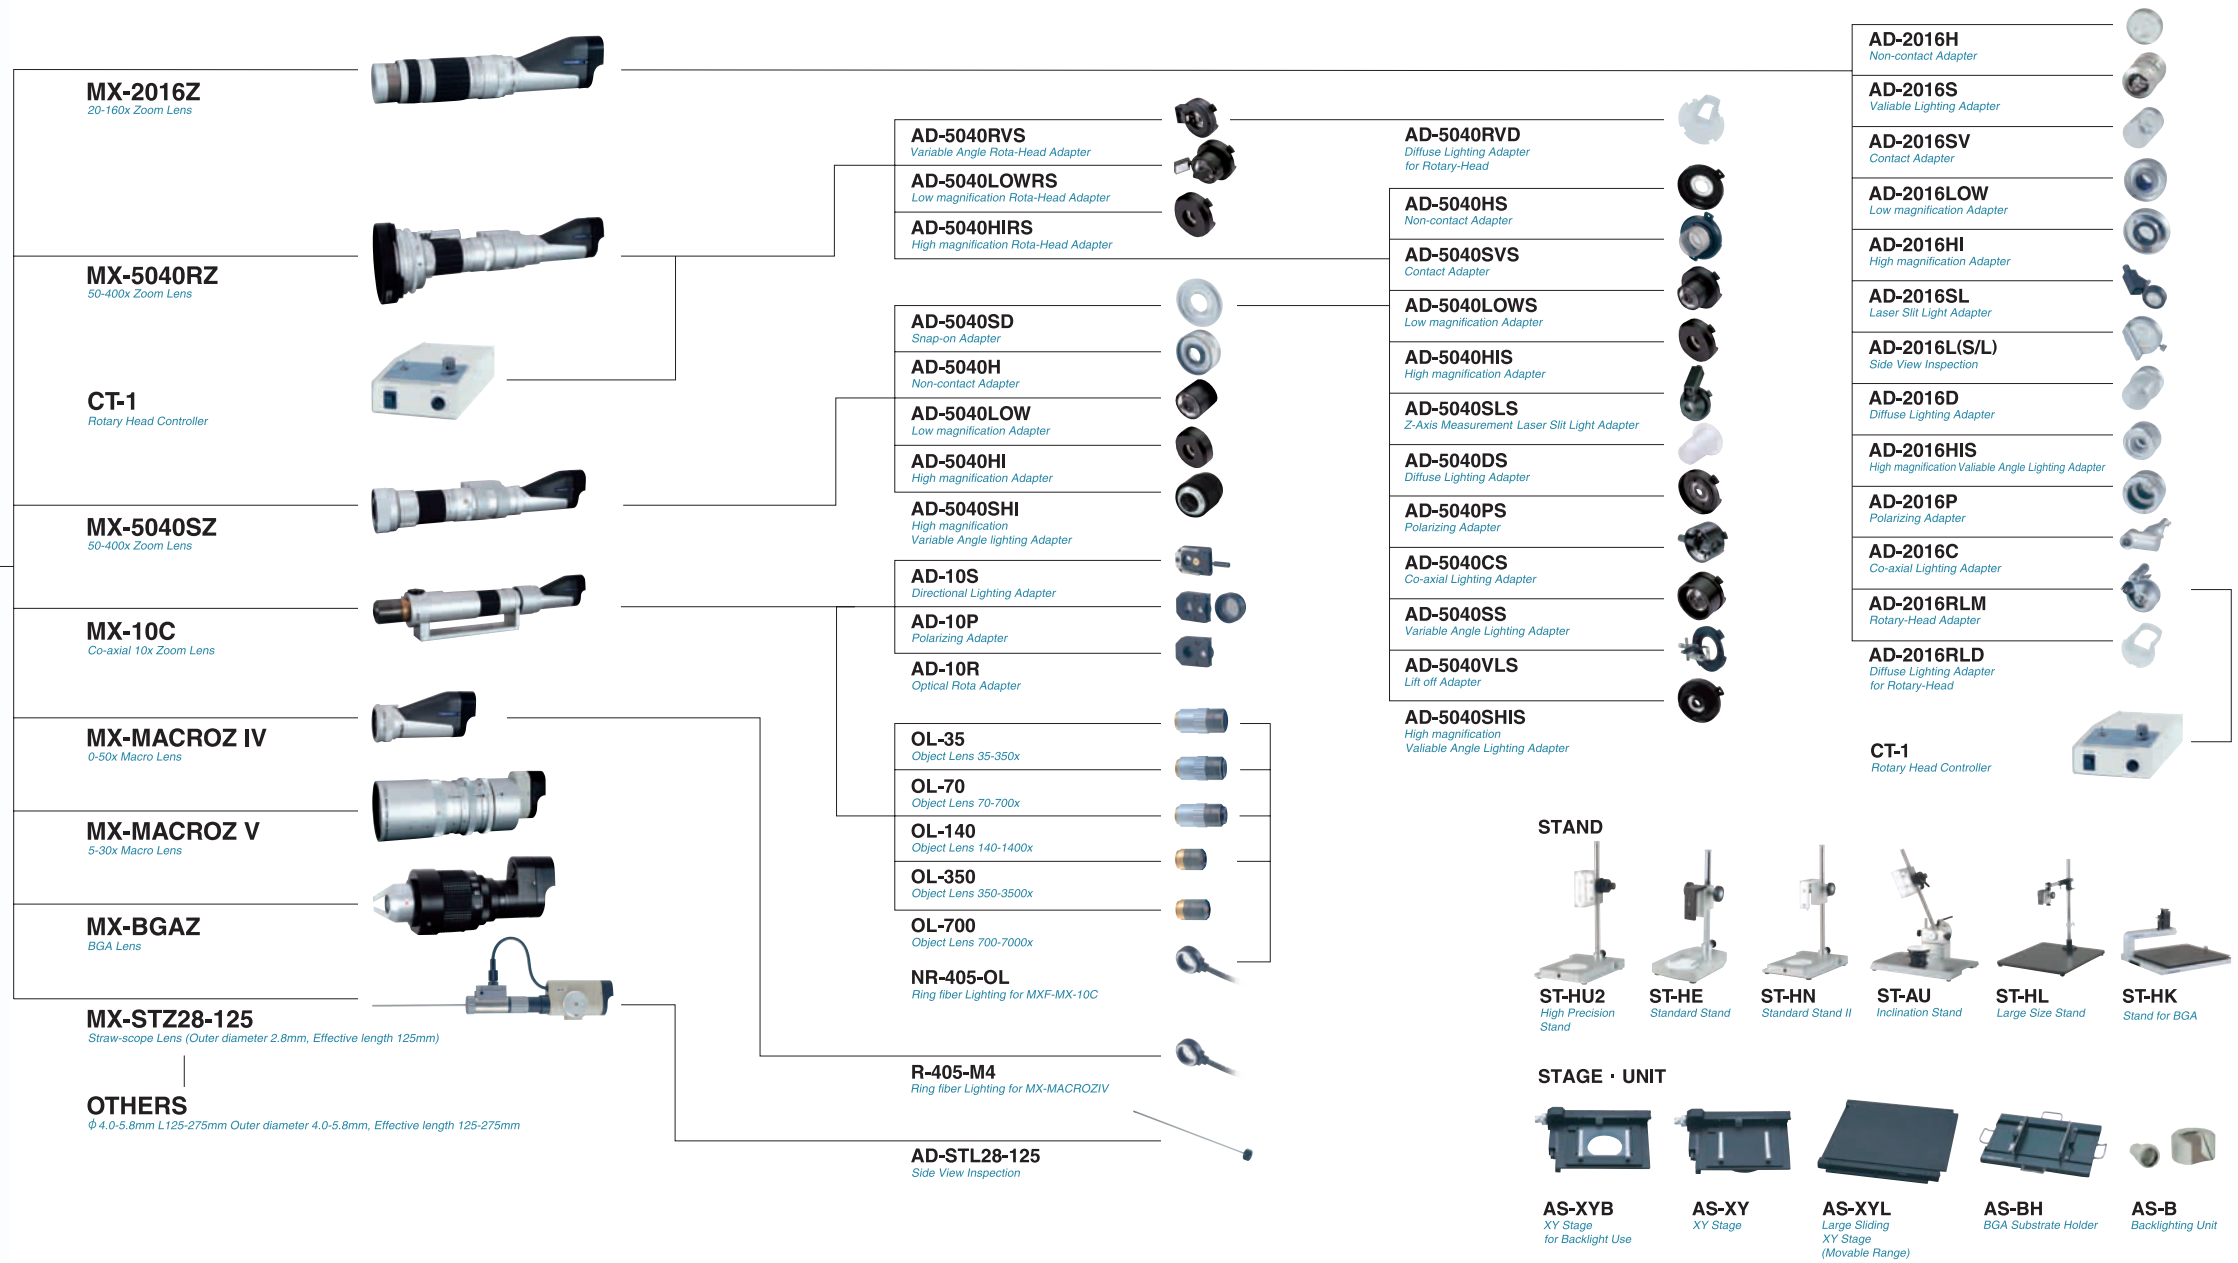 MX-2016Z
20-160x Zoom Lens
MX-5040RZ
50-400x Zoom Lens
CT-1
Rotary Head Controller
MX-5040SZ
50-400x Zoom Lens
MX-10C
Co-axial 10x Zoom Lens
MX-MACROZ IV
0-50x Macro Lens
MX-MACROZ V
5-30x Macro Lens
MX-BGAZ
BGA Lens
MX-STZ28-125
Straw-scope Lens (Outer diameter 2.8mm, Effective length 125mm)
OTHERS
Φ 4.0-5.8mm L125-275mm Outer diameter 4.0-5.8mm, Effective length 125-275mm
AD-5040RVS
Variable Angle Rota-Head Adapter
AD-5040LOWRS
Low magnification Rota-Head Adapter
AD-5040HIRS
High magnification Rota-Head Adapter
AD-5040SD
Snap-on Adapter
AD-5040H
Non-contact Adapter
AD-5040LOW
Low magnification Adapter
AD-5040HI
High magnification Adapter
AD-5040SHI
High magnification
Variable Angle lighting Adapter
AD-10S
Directional Lighting Adapter
AD-10P
Polarizing Adapter
AD-10R
Optical Rota Adapter
OL-35
Object Lens 35-350x
OL-70
Object Lens 70-700x
OL-140
Object Lens 140-1400x
OL-350
Object Lens 350-3500x
OL-700
Object Lens 700-7000x
NR-405-OL
Ring fiber Lighting for MXF-MX-10C
R-405-M4
Ring fiber Lighting for MX-MACROZIV
AD-STL28-125
Side View Inspection
AD-5040RVD
Diffuse Lighting Adapter
for Rotary-Head
AD-5040HS
Non-contact Adapter
AD-5040SVS
Contact Adapter
AD-5040LOWS
Low magnification Adapter
AD-5040HIS
High magnification Adapter
AD-5040SLS
Z-Axis Measurement Laser Slit Light Adapter
AD-5040DS
Diffuse Lighting Adapter
AD-5040PS
Polarizing Adapter
AD-5040CS
Co-axial Lighting Adapter
AD-5040SS
Variable Angle Lighting Adapter
AD-5040VLS
Lift off Adapter
AD-5040SHIS
High magnification
Valiable Angle Lighting Adapter
AD-2016H
Non-contact Adapter
AD-2016S
Valiable Lighting Adapter
AD-2016SV
Contact Adapter
AD-2016LOW
Low magnification Adapter
AD-2016HI
High magnification Adapter
AD-2016SL
Laser Slit Light Adapter
AD-2016L(S/L)
Side View Inspection
AD-2016D
Diffuse Lighting Adapter
AD-2016HIS
High magnification Valiable Angle Lighting Adapter
AD-2016P
Polarizing Adapter
AD-2016C
Co-axial Lighting Adapter
AD-2016RLM
Rotary-Head Adapter
AD-2016RLD
Diffuse Lighting Adapter
for Rotary-Head
CT-1
Rotary Head Controller
STAND
ST-HU2
High Precision
Stand
ST-HE
Standard Stand
ST-HN
Standard Stand II
ST-AU
Inclination Stand
ST-HL
Large Size Stand
ST-HK
Stand for BGA
STAGE・UNIT
AS-XYB
XY Stage
for Backlight Use
AS-XY
XY Stage
AS-XYL
Large Sliding
XY Stage
(Movable Range)
AS-BH
BGA Substrate Holder
AS-B
Backlighting Unit